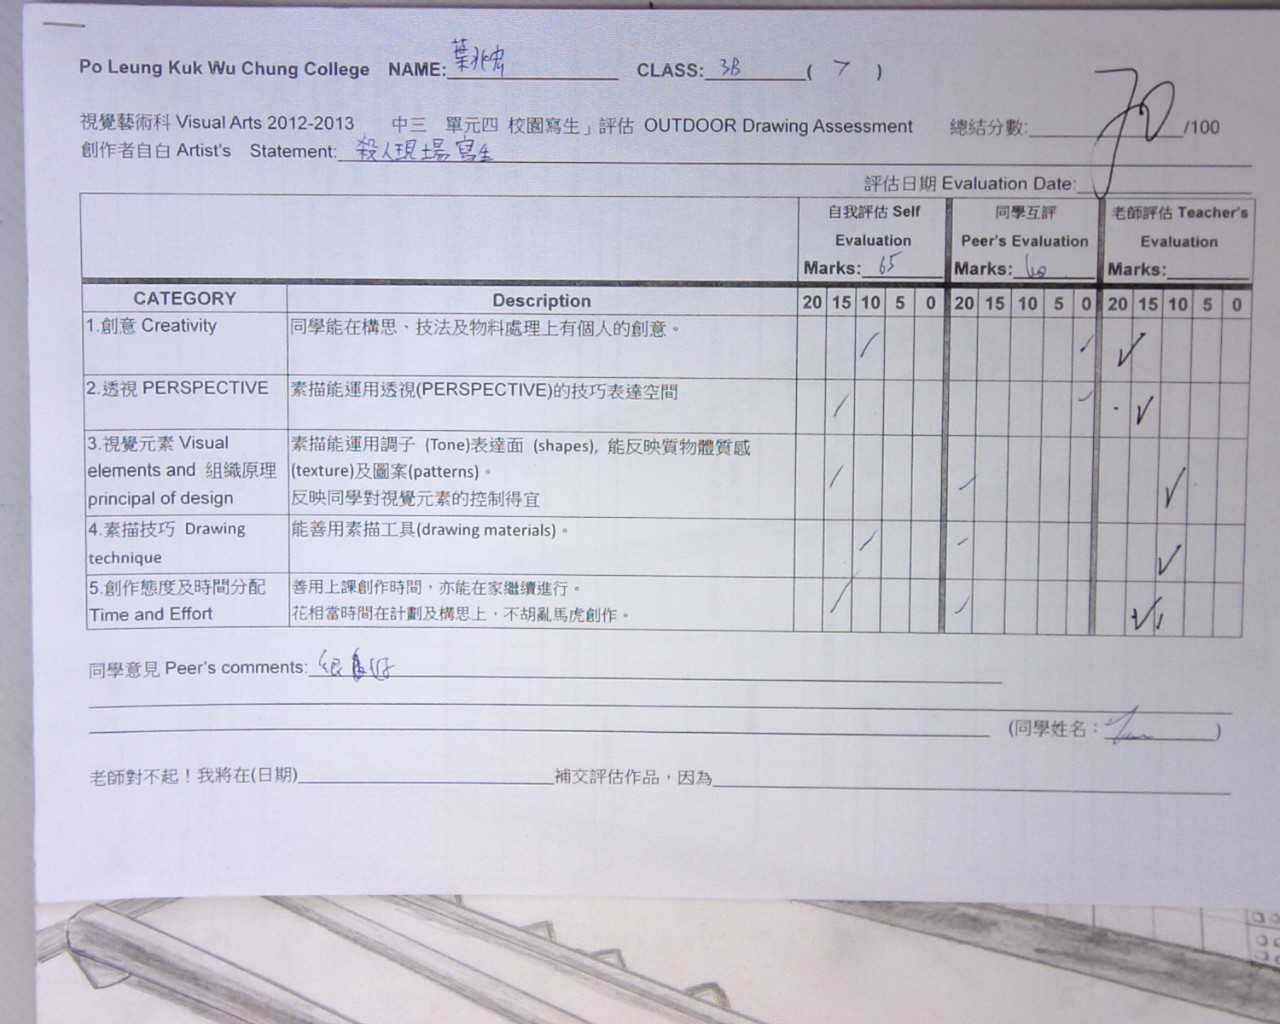 Po Leung Kuk Wu Chung College NAME: 葉兆 CLASS: 3B ( 7 )
視覺藝術科 Visual Arts 2012-2013 中三 單元四 校園寫生」評估 OUTDOOR Drawing Assessment 總結分數: 70 /100
創作者自白 Artist's Statement: 殺人現場寫生
評估日期 Evaluation Date:
自我評估 Self Evaluation Marks: 65
同學互評 Peer's Evaluation Marks: 60
老師評估 Teacher's Evaluation Marks:
CATEGORY Description 20 15 10 5 0 20 15 10 5 0 20 15 10 5 0
1.創意 Creativity 同學能在構思、技法及物料處理上有個人的創意。
2.透視 PERSPECTIVE 素描能運用透視(PERSPECTIVE)的技巧表達空間
3.視覺元素 Visual 素描能運用調子 (Tone)表達面 (shapes), 能反映質物體質感
elements and 組織原理 (texture)及圖案(patterns)。
principal of design 反映同學對視覺元素的控制得宜
4.素描技巧 Drawing 能善用素描工具(drawing materials)。
technique
5.創作態度及時間分配 善用上課創作時間，亦能在家繼續進行。
Time and Effort 花相當時間在計劃及構思上，不胡亂馬虎創作。
同學意見 Peer's comments: 很好
(同學姓名： )
老師對不起！我將在(日期) 補交評估作品，因為